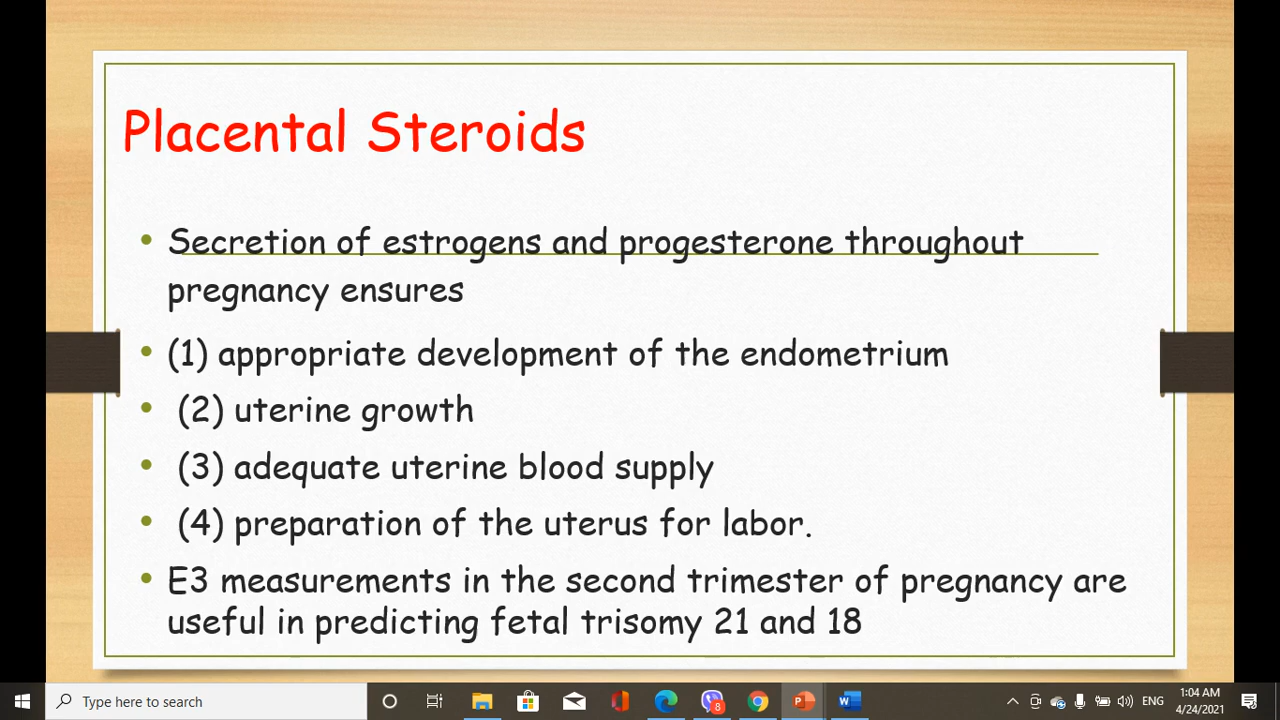 Placental Steroids
• Secretion of estrogens and progesterone throughout
pregnancy ensures
• (1) appropriate development of the endometrium
• (2) uterine growth
• (3) adequate uterine blood supply
• (4) preparation of the uterus for labor.
• E3 measurements in the second trimester of pregnancy are
useful in predicting fetal trisomy 21 and 18
Type here to search
8
ENG
1:04 AM
4/24/2021